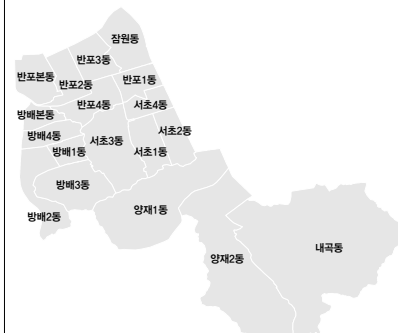 잠원동
반포3동
반포본동
반포2동
반포1동
반포4동
서초4동
방배본동
방배4동
서초2동
서초3동
방배1동
서초1동
방배3동
방배2동
양재1동
내곡동
양재2동